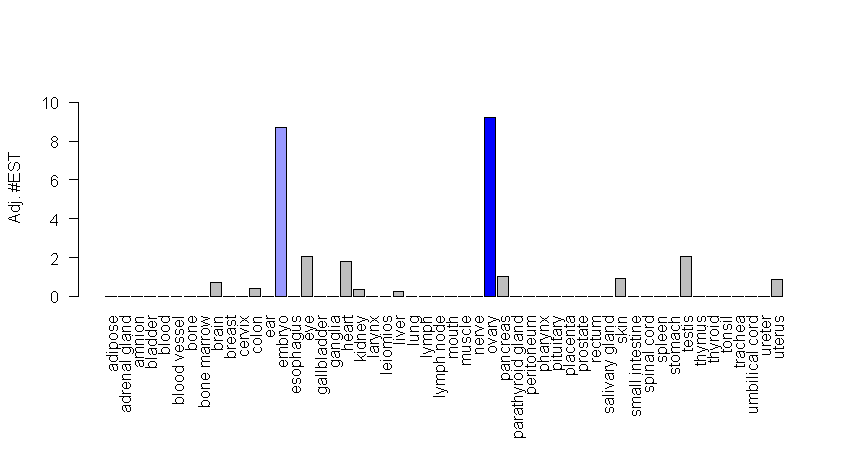 10
8
6
4
2
0
Adj. #EST
adipose
adrenal gland
amnion
bladder
blood
blood vessel
bone
bone marrow
brain
breast
cervix
colon
ear
embryo
esophagus
eye
gallbladder
ganglia
heart
kidney
larynx
leiomios
liver
lung
lymph
lymph node
mouth
muscle
nerve
ovary
pancreas
parathyroid gland
peritoneum
pharynx
pituitary
placenta
prostate
rectum
salivary gland
skin
small intestine
spinal cord
spleen
stomach
testis
thymus
thyroid
tonsil
trachea
umbilical cord
ureter
uterus